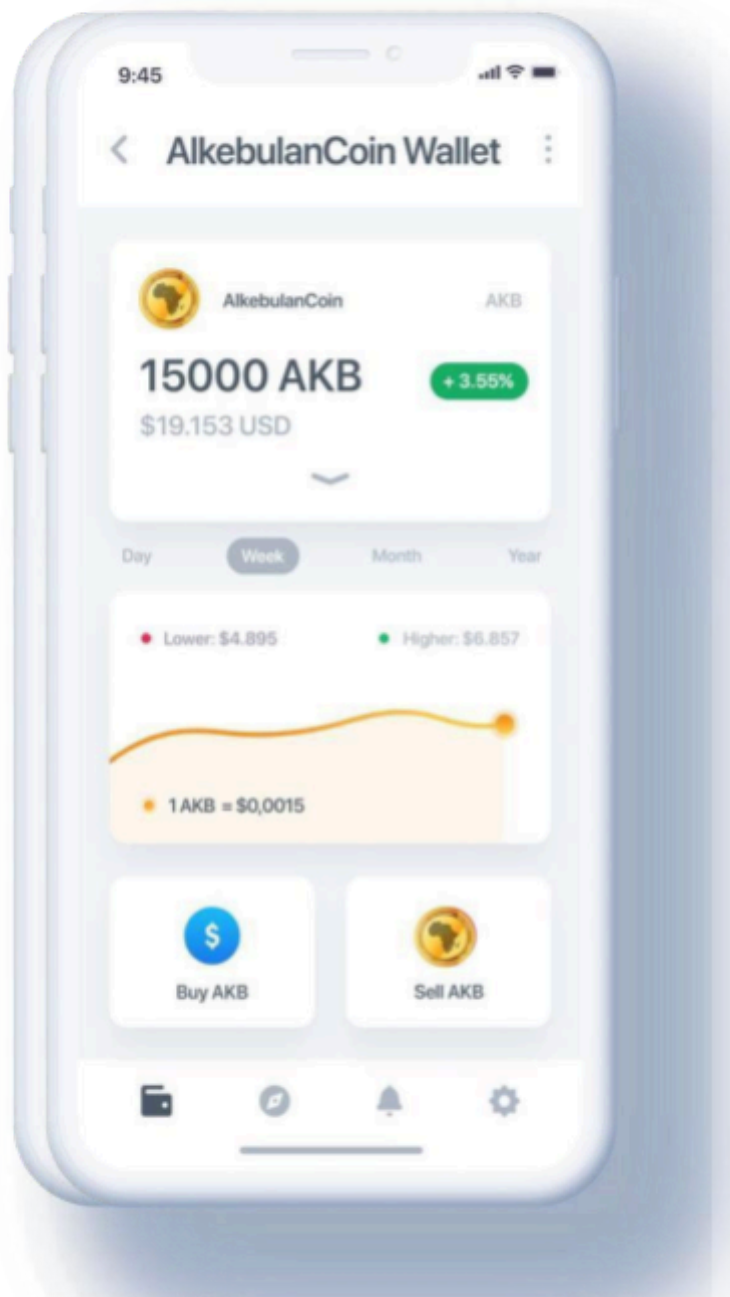 9:45
AlkebulanCoin Wallet
AlkebulanCoin AKB
15000 AKB + 3.55%
$19.153 USD
Day Week Month Year
Lower: $4.895 Higher: $6.857
1 AKB = $0,0015
$
Buy AKB Sell AKB